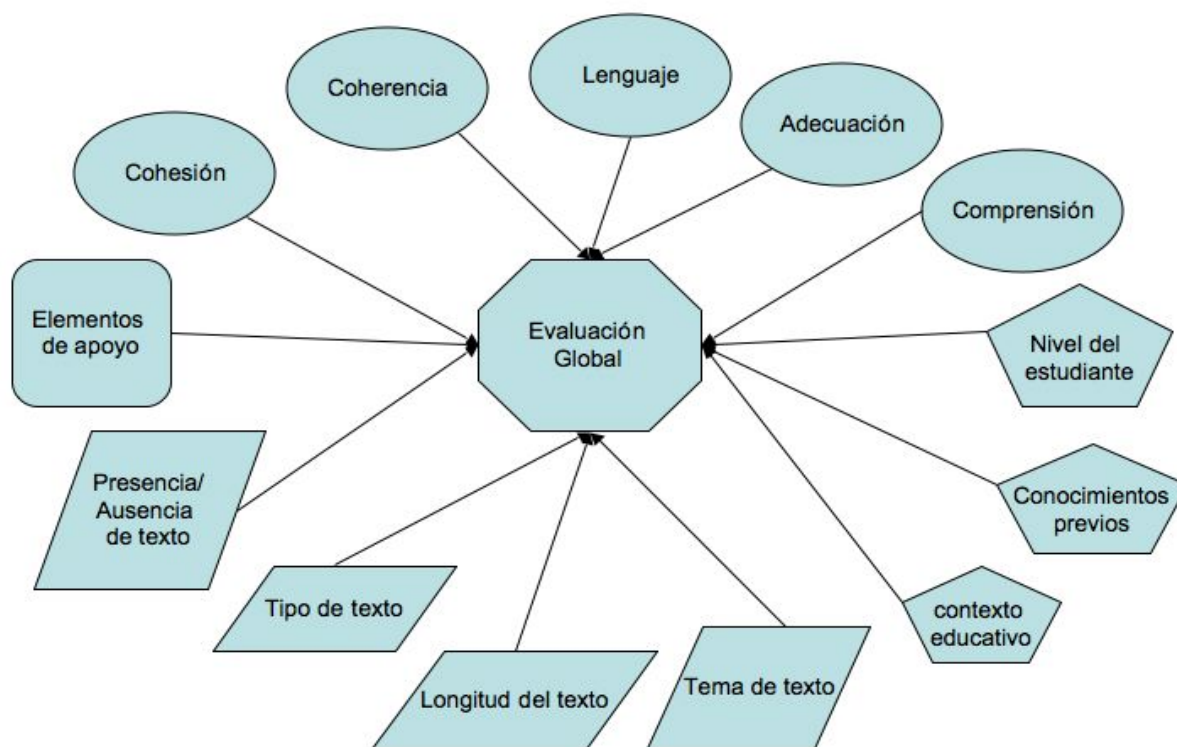 Lenguaje
Coherencia
Adecuación
Cohesión
Comprensión
Elementos
de apoyo
Evaluación
Global
Nivel del
estudiante
Presencia/
Ausencia
de texto
Conocimientos
previos
Tipo de texto
contexto
educativo
Longitud del texto
Tema de texto